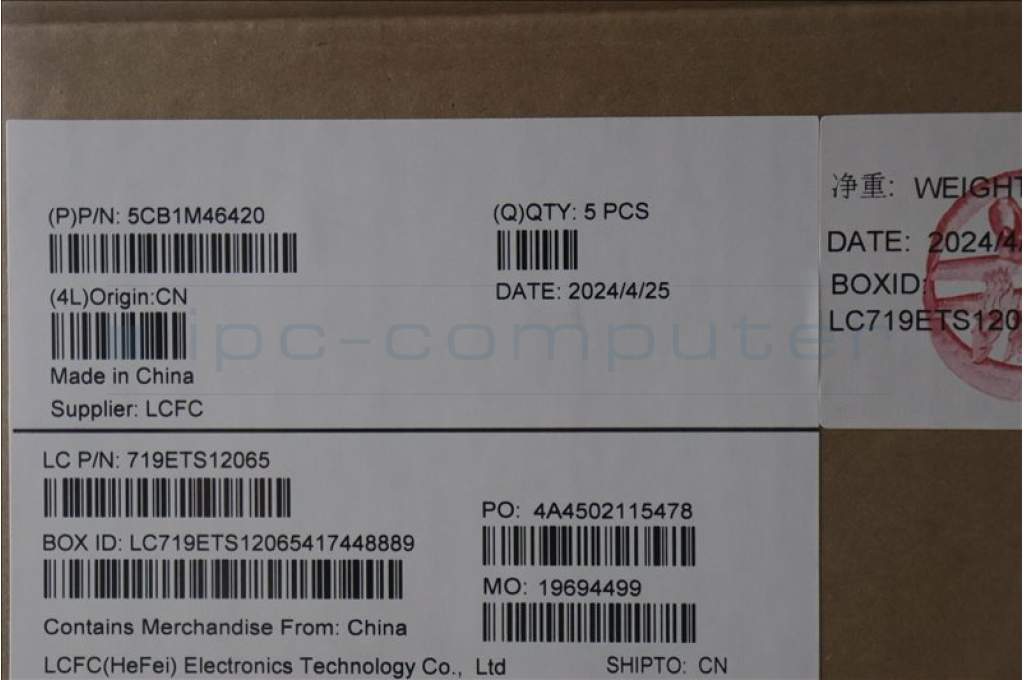 (P)P/N: 5CB1M46420
(Q)QTY: 5 PCS
(4L)Origin:CN
DATE: 2024/4/25
Made in China
Supplier: LCFC
LC P/N: 719ETS12065
PO: 4A4502115478
BOX ID: LC719ETS12065417448889
MO: 19694499
Contains Merchandise From: China
LCFC(HeFei) Electronics Technology Co., Ltd
SHIPTO: CN
净重: WEIGHT
DATE: 2024/4/
BOXID:
LC719ETS120
ipc-computer